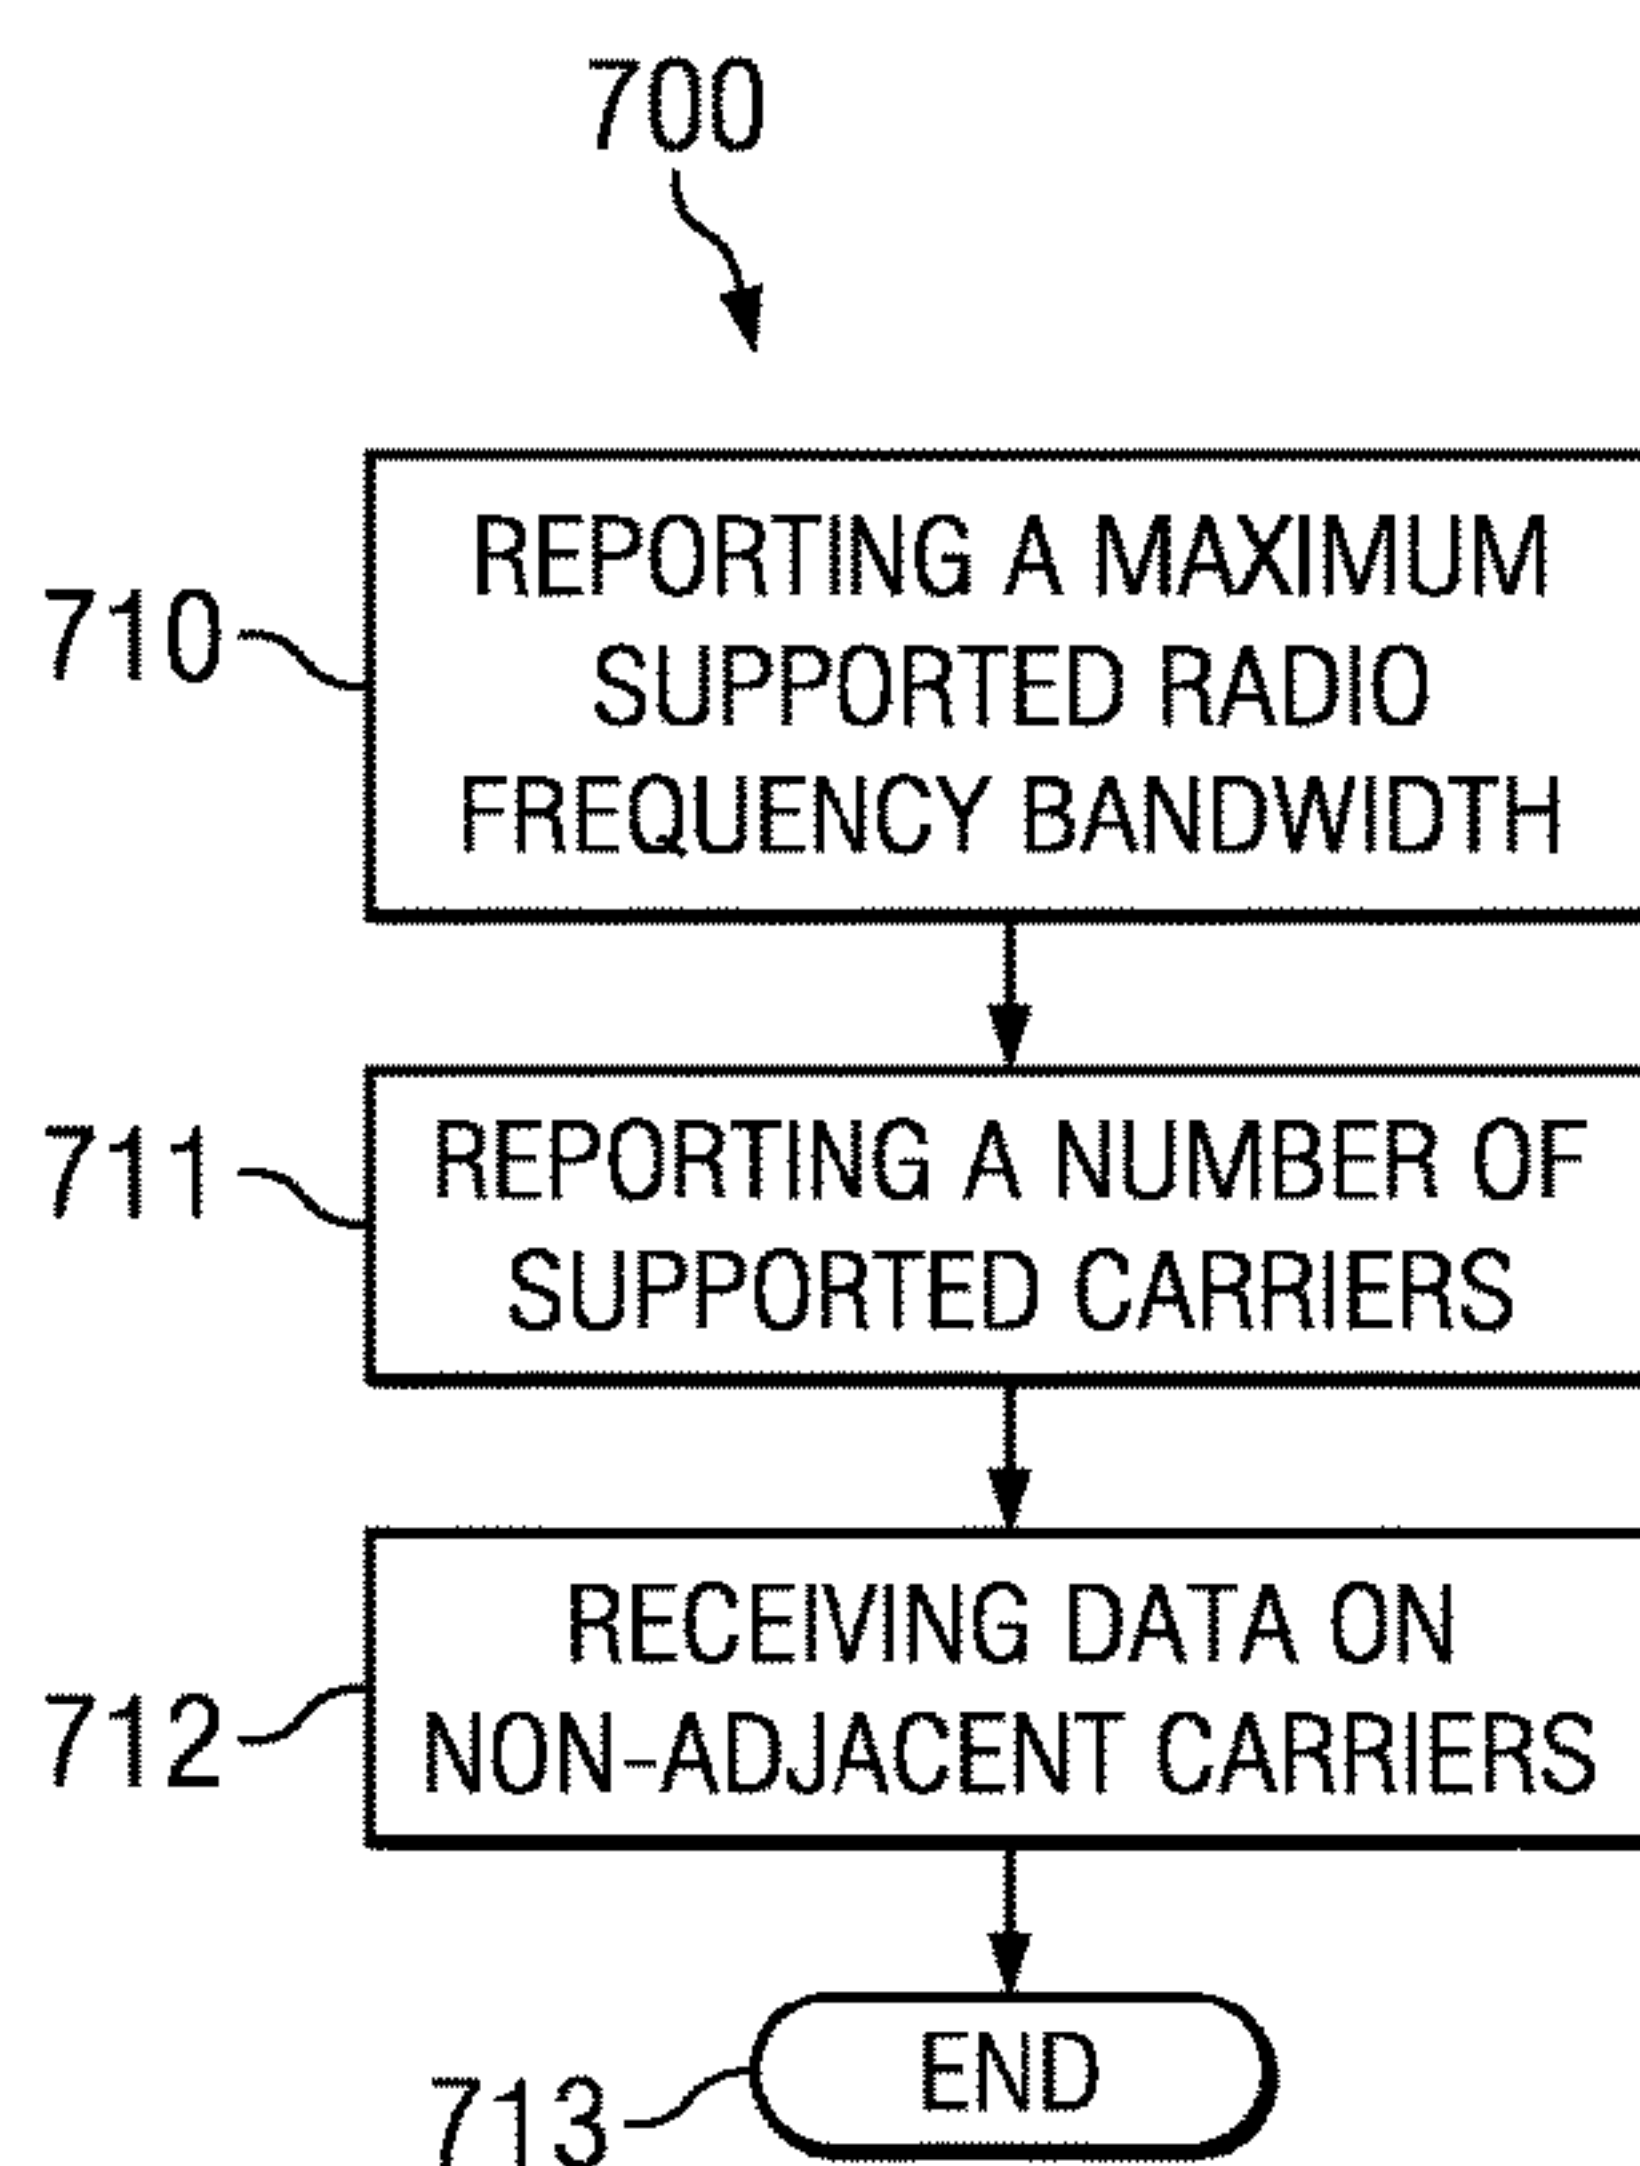 700
710
REPORTING A MAXIMUM
SUPPORTED RADIO
FREQUENCY BANDWIDTH
711
REPORTING A NUMBER OF
SUPPORTED CARRIERS
712
RECEIVING DATA ON
NON-ADJACENT CARRIERS
713
END